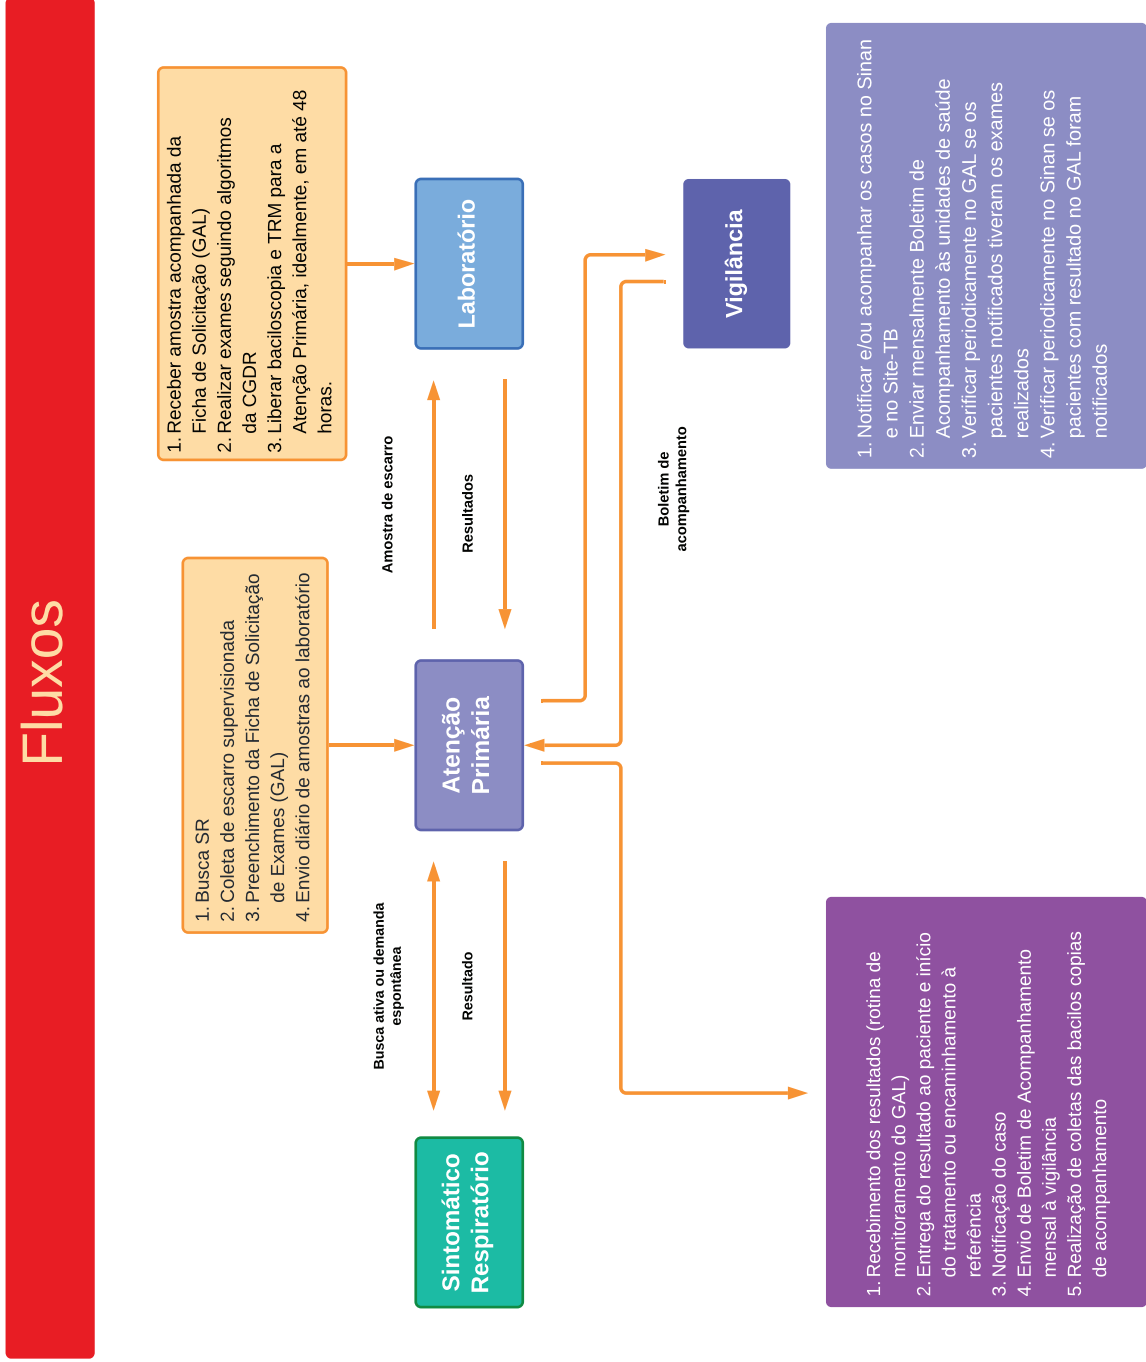 Fluxos
1. Busca SR
2. Coleta de escarro supervisionada
3. Preenchimento da Ficha de Solicitação
de Exames (GAL)
4. Envio diário de amostras ao laboratório
1. Receber amostra acompanhada da
Ficha de Solicitação (GAL)
2. Realizar exames seguindo algoritmos
da CGDR
3. Liberar baciloscopia e TRM para a
Atenção Primária, idealmente, em até 48
horas.
Busca ativa ou demanda
espontânea
Amostra de escarro
Sintomático
Respiratório
Resultado
Atenção
Primária
Resultados
Laboratório
Boletim de
acompanhamento
Vigilância
1. Recebimento dos resultados (rotina de
monitoramento do GAL)
2. Entrega do resultado ao paciente e início
do tratamento ou encaminhamento à
referência
3. Notificação do caso
4. Envio de Boletim de Acompanhamento
mensal à vigilância
5. Realização de coletas das bacilos copias
de acompanhamento
1. Notificar e/ou acompanhar os casos no Sinan
e no Site-TB
2. Enviar mensalmente Boletim de
Acompanhamento às unidades de saúde
3. Verificar periodicamente no GAL se os
pacientes notificados tiveram os exames
realizados
4. Verificar periodicamente no Sinan se os
pacientes com resultado no GAL foram
notificados